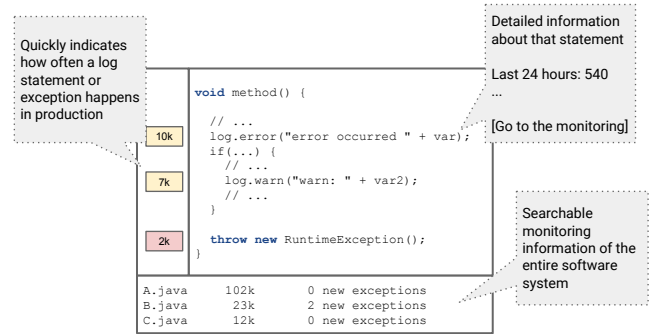 Quickly indicates
how often a log
statement or
exception happens
in production
Detailed information
about that statement
Last 24 hours: 540
...
[Go to the monitoring]
void method() {
// ...
10k
log.error("error occurred " + var);
if(...) {
// ...
7k
log.warn("warn: " + var2);
// ...
}
2k
throw new RuntimeException();
}
Searchable
monitoring
information of the
entire software
system
A.java 102k 0 new exceptions
B.java 23k 2 new exceptions
C.java 12k 0 new exceptions